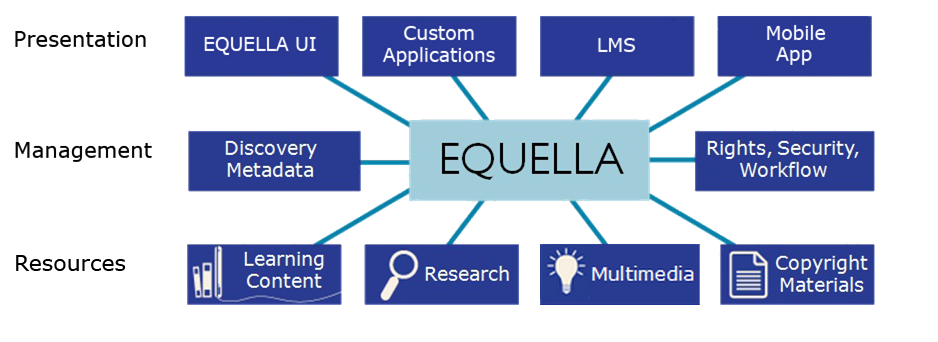 Presentation
EQUELLA UI
Custom
Applications
LMS
Mobile
App
Management
Discovery
Metadata
EQUELLA
Rights, Security,
Workflow
Resources
Learning
Content
Research
Multimedia
Copyright
Materials